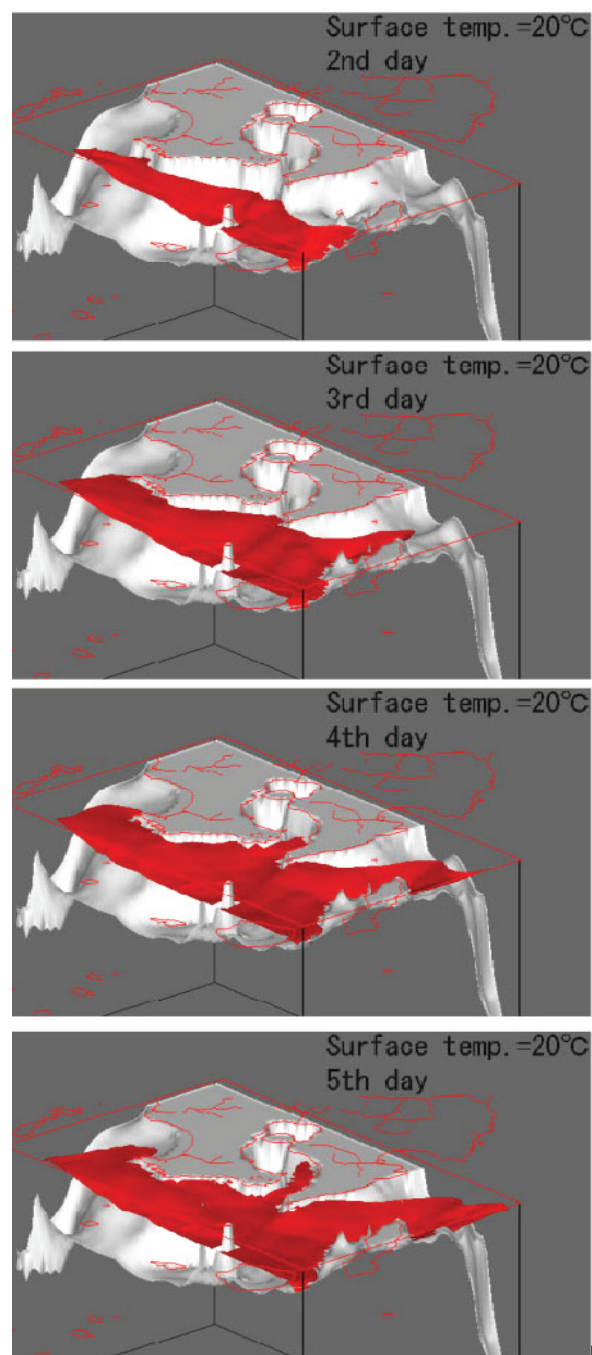 Surface temp.=20℃
2nd day
Surface temp.=20℃
3rd day
Surface temp.=20℃
4th day
Surface temp.=20℃
5th day